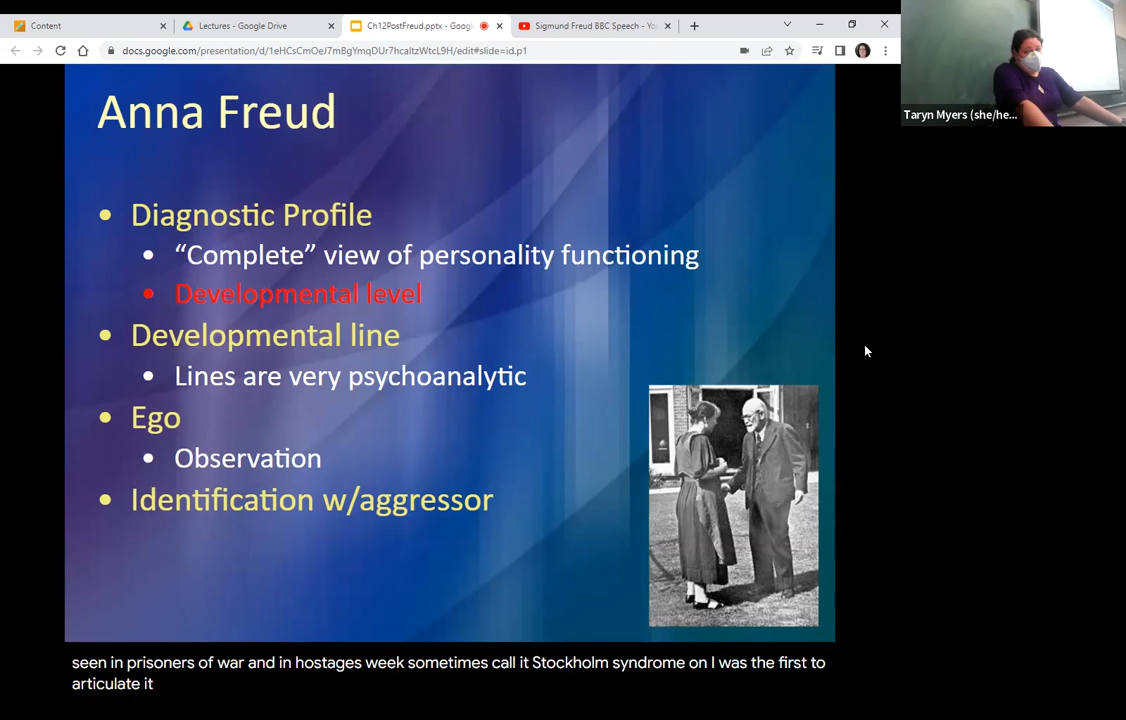 Content
Lectures - Google Drive
Ch12PostFreud.pptx - Goog
Sigmund Freud BBC Speech - Yo
docs.google.com/presentation/d/1eHCsCmOeJ7mBgYmqDUr7hcaItzWtcL9H/edit#slide=id.p1
Taryn Myers (she/he...
Anna Freud
• Diagnostic Profile
• “Complete” view of personality functioning
• Developmental level
• Developmental line
• Lines are very psychoanalytic
• Ego
• Observation
• Identification w/aggressor
seen in prisoners of war and in hostages week sometimes call it Stockholm syndrome on I was the first to
articulate it